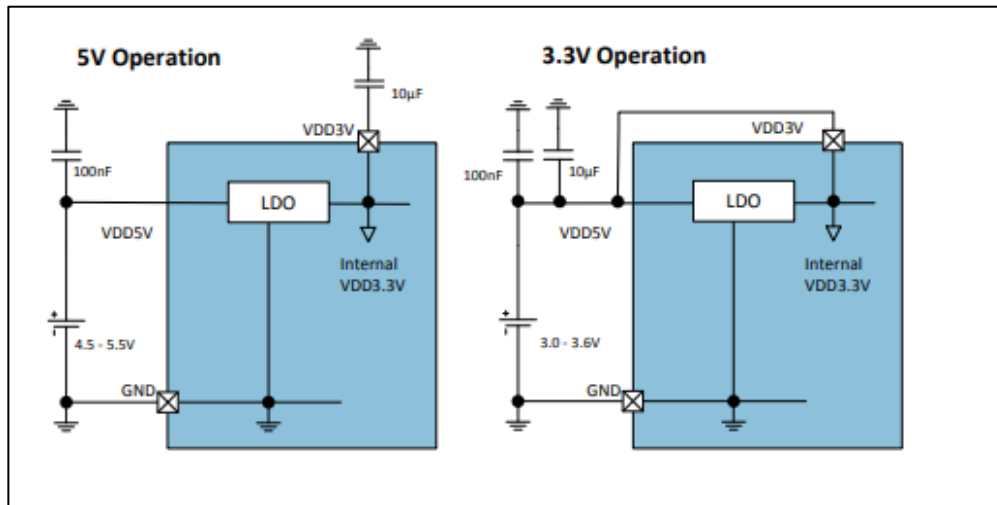 5V Operation
10µF
VDD3V
100nF
LDO
VDD5V
Internal
VDD3.3V
+
-
4.5 - 5.5V
GND
3.3V Operation
VDD3V
100nF
10µF
LDO
VDD5V
Internal
VDD3.3V
+
-
3.0 - 3.6V
GND